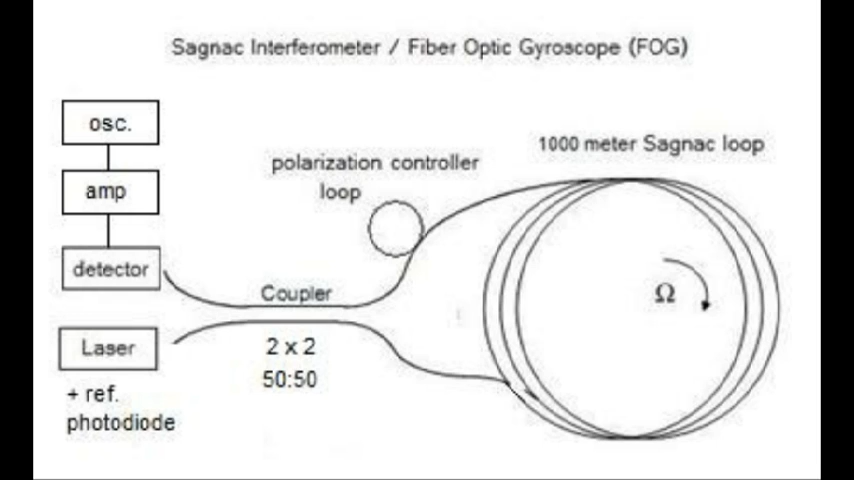 Sagnac Interferometer / Fiber Optic Gyroscope (FOG)
osc.
amp
detector
Laser
+ ref.
photodiode
polarization controller
loop
1000 meter Sagnac loop
Coupler
2 x 2
50:50
Ω